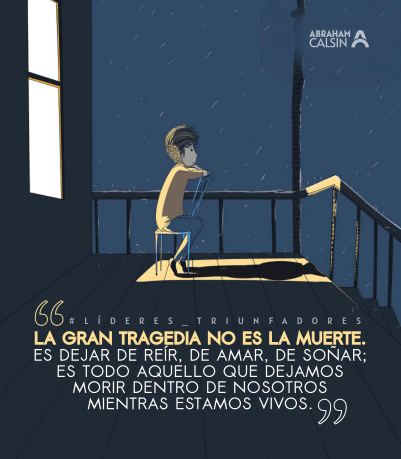 ABRAHAM
CALSIN
“
#LÍDERES_TRIUNFADORES
LA GRAN TRAGEDIA NO ES LA MUERTE.
ES DEJAR DE REÍR, DE AMAR, DE SOÑAR;
ES TODO AQUELLO QUE DEJAMOS
MORIR DENTRO DE NOSOTROS
MIENTRAS ESTAMOS VIVOS. ”